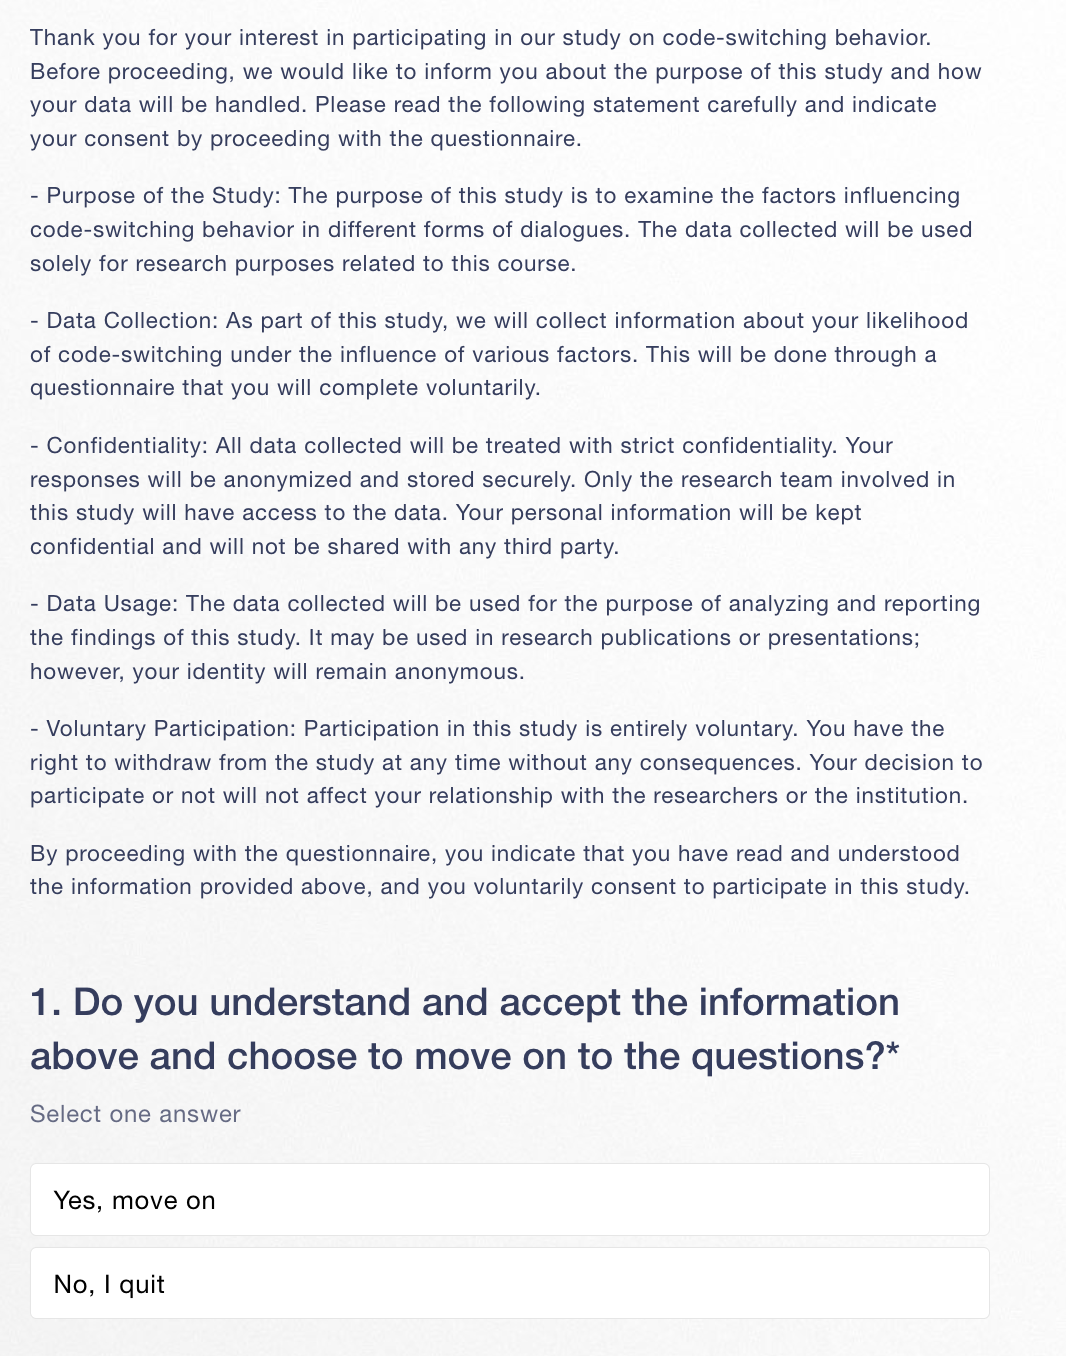 Thank you for your interest in participating in our study on code-switching behavior.
Before proceeding, we would like to inform you about the purpose of this study and how
your data will be handled. Please read the following statement carefully and indicate
your consent by proceeding with the questionnaire.
- Purpose of the Study: The purpose of this study is to examine the factors influencing
code-switching behavior in different forms of dialogues. The data collected will be used
solely for research purposes related to this course.
- Data Collection: As part of this study, we will collect information about your likelihood
of code-switching under the influence of various factors. This will be done through a
questionnaire that you will complete voluntarily.
- Confidentiality: All data collected will be treated with strict confidentiality. Your
responses will be anonymized and stored securely. Only the research team involved in
this study will have access to the data. Your personal information will be kept
confidential and will not be shared with any third party.
- Data Usage: The data collected will be used for the purpose of analyzing and reporting
the findings of this study. It may be used in research publications or presentations;
however, your identity will remain anonymous.
- Voluntary Participation: Participation in this study is entirely voluntary. You have the
right to withdraw from the study at any time without any consequences. Your decision to
participate or not will not affect your relationship with the researchers or the institution.
By proceeding with the questionnaire, you indicate that you have read and understood
the information provided above, and you voluntarily consent to participate in this study.
1. Do you understand and accept the information
above and choose to move on to the questions?*
Select one answer
Yes, move on
No, I quit